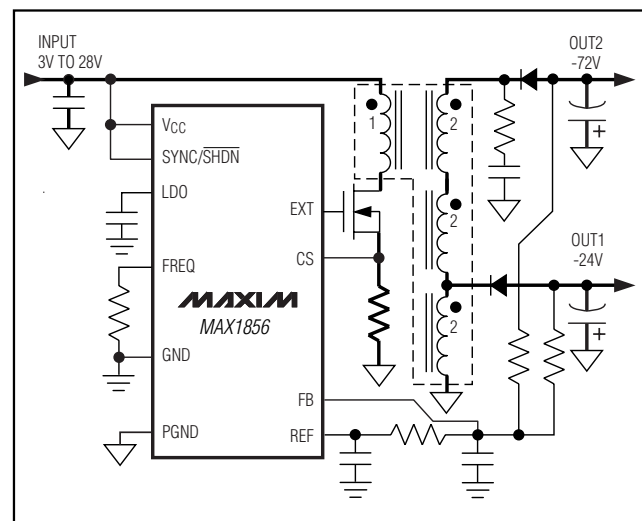 INPUT
3V TO 28V
OUT2
-72V
VCC
SYNC/SHDN
LDO
FREQ
GND
PGND
EXT
CS
FB
REF
MAXIM
MAX1856
1
2
2
2
OUT1
-24V
+
+